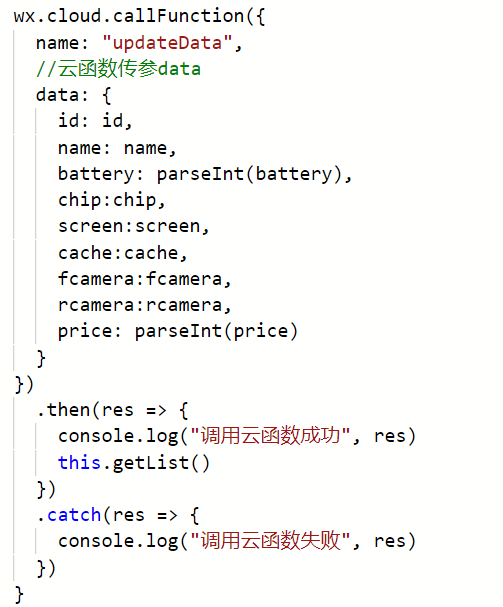 wx.cloud.callFunction({
  name: "updateData",
  //云函数传参data
  data: {
    id: id,
    name: name,
    battery: parseInt(battery),
    chip:chip,
    screen:screen,
    cache:cache,
    fcamera:fcamera,
    rcamera:rcamera,
    price: parseInt(price)
  }
})
  .then(res => {
    console.log("调用云函数成功", res)
    this.getList()
  })
  .catch(res => {
    console.log("调用云函数失败", res)
  })
}